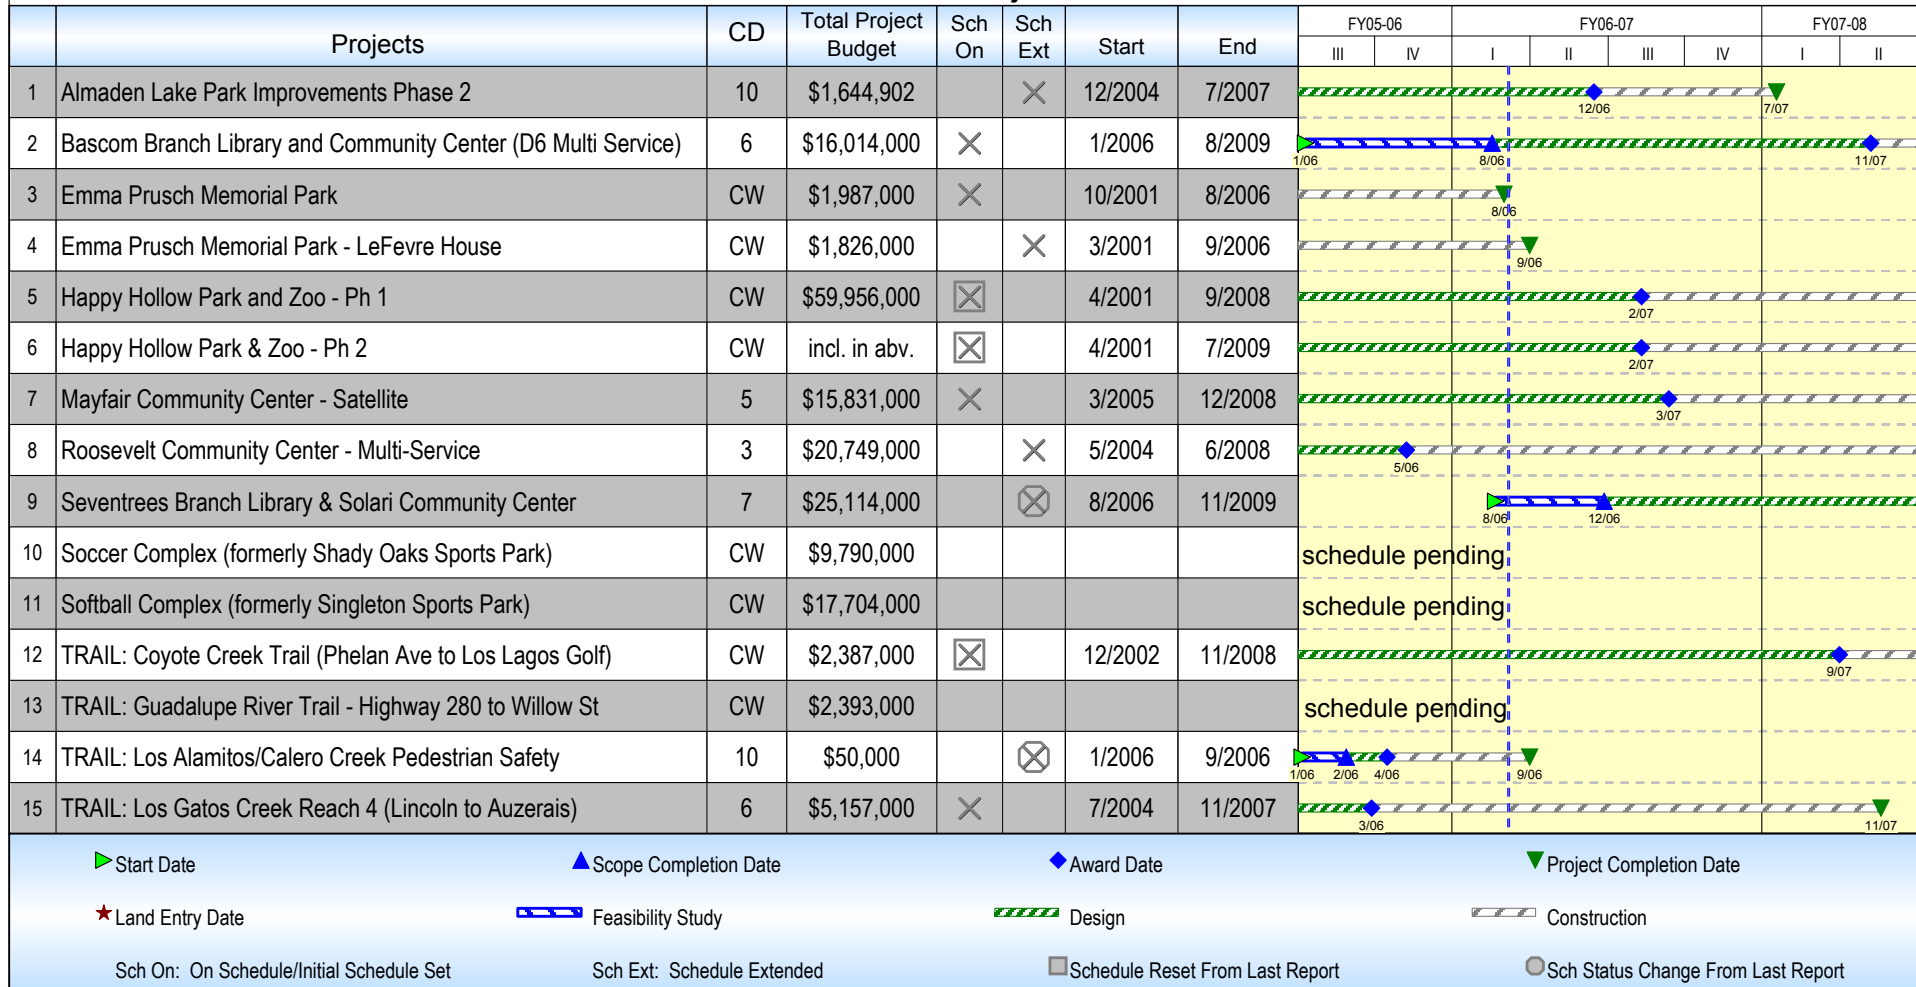 Projects CD Total Project Budget Sch On Sch Ext Start End FY05-06 FY06-07 FY07-08
III IV I II III IV I II
1 Almaden Lake Park Improvements Phase 2 10 $1,644,902 12/2004 7/2007 12/06 7/07
2 Bascom Branch Library and Community Center (D6 Multi Service) 6 $16,014,000 1/2006 8/2009 1/06 8/06 11/07
3 Emma Prusch Memorial Park CW $1,987,000 10/2001 8/2006 8/06
4 Emma Prusch Memorial Park - LeFevre House CW $1,826,000 3/2001 9/2006 9/06
5 Happy Hollow Park and Zoo - Ph 1 CW $59,956,000 4/2001 9/2008 2/07
6 Happy Hollow Park & Zoo - Ph 2 CW incl. in abv. 4/2001 7/2009 2/07
7 Mayfair Community Center - Satellite 5 $15,831,000 3/2005 12/2008 3/07
8 Roosevelt Community Center - Multi-Service 3 $20,749,000 5/2004 6/2008 5/06
9 Seventrees Branch Library & Solari Community Center 7 $25,114,000 8/2006 11/2009 8/06 12/06
10 Soccer Complex (formerly Shady Oaks Sports Park) CW $9,790,000 schedule pending
11 Softball Complex (formerly Singleton Sports Park) CW $17,704,000 schedule pending
12 TRAIL: Coyote Creek Trail (Phelan Ave to Los Lagos Golf) CW $2,387,000 12/2002 11/2008 9/07
13 TRAIL: Guadalupe River Trail - Highway 280 to Willow St CW $2,393,000 schedule pending
14 TRAIL: Los Alamitos/Calero Creek Pedestrian Safety 10 $50,000 1/2006 9/2006 1/06 2/06 4/06 9/06
15 TRAIL: Los Gatos Creek Reach 4 (Lincoln to Auzerais) 6 $5,157,000 7/2004 11/2007 3/06 11/07
Start Date Scope Completion Date Award Date Project Completion Date
Land Entry Date Feasibility Study Design Construction
Sch On: On Schedule/Initial Schedule Set Sch Ext: Schedule Extended Schedule Reset From Last Report Sch Status Change From Last Report